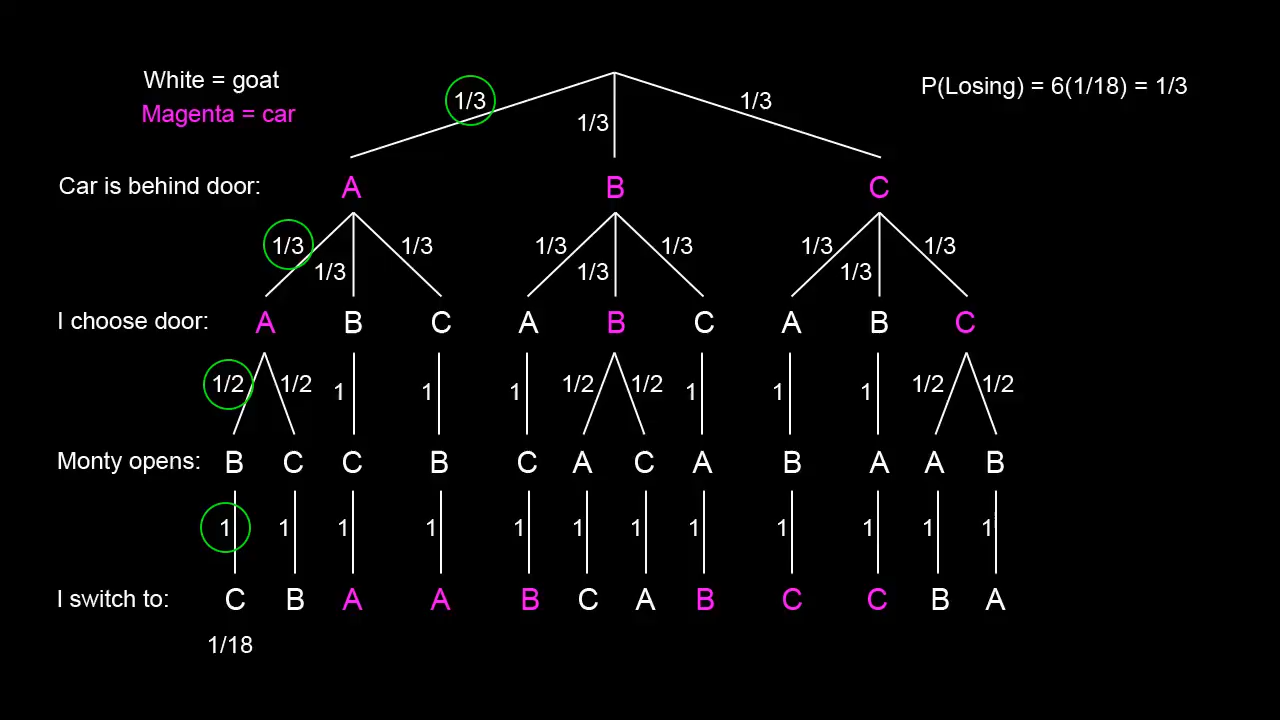 White = goat
Magenta = car
P(Losing) = 6(1/18) = 1/3
1/3 1/3 1/3
Car is behind door: A B C
1/3 1/3 1/3 1/3 1/3 1/3 1/3 1/3 1/3
I choose door: A B C A B C A B C
1/2 1/2 1 1 1 1/2 1/2 1 1 1 1/2 1/2
Monty opens: B C C B C A C A B A A B
1 1 1 1 1 1 1 1 1 1 1 1
I switch to: C B A A B C A B C C B A
1/18